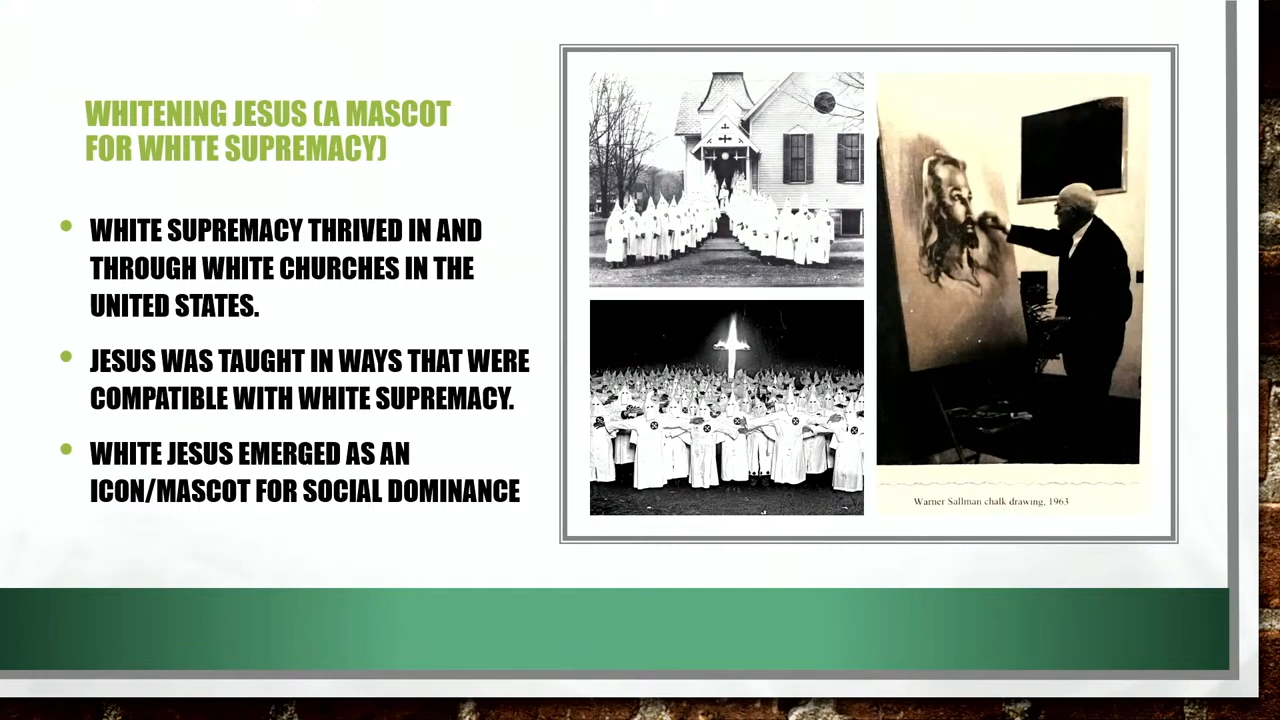 WHITENING JESUS (A MASCOT
FOR WHITE SUPREMACY)
WHITE SUPREMACY THRIVED IN AND
THROUGH WHITE CHURCHES IN THE
UNITED STATES.
JESUS WAS TAUGHT IN WAYS THAT WERE
COMPATIBLE WITH WHITE SUPREMACY.
WHITE JESUS EMERGED AS AN
ICON/MASCOT FOR SOCIAL DOMINANCE
Warner Sallman chalk drawing, 1963